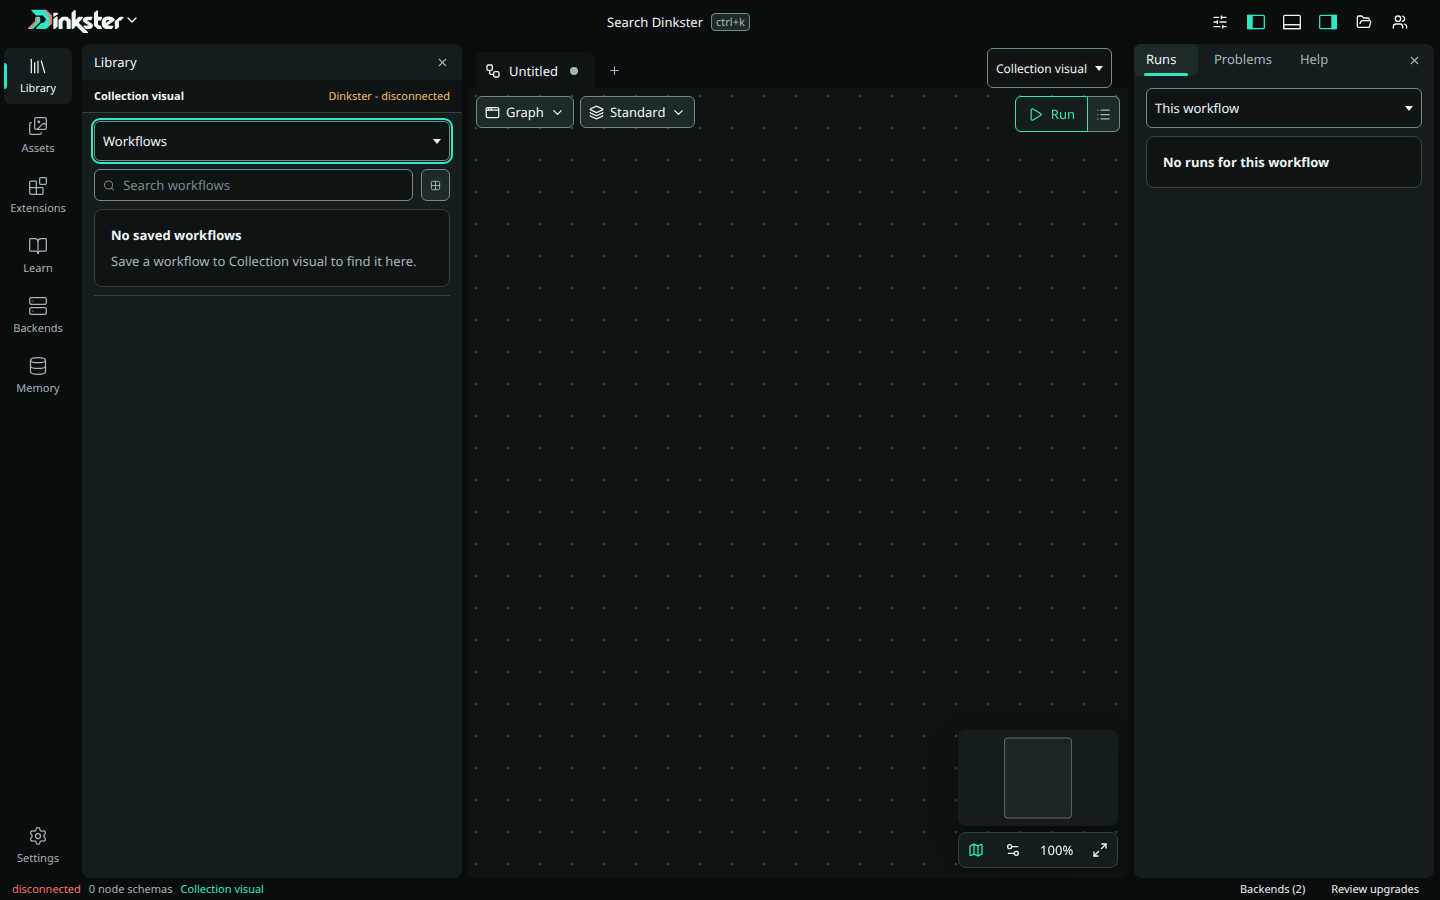 Dinkster
Search Dinkster ctrl+k
Library
Assets
Extensions
Learn
Backends
Memory
Settings
Library
Collection visual Dinkster - disconnected
Workflows
Search workflows
No saved workflows
Save a workflow to Collection visual to find it here.
Untitled
Collection visual
Graph
Standard
Run
100%
Runs Problems Help
This workflow
No runs for this workflow
disconnected 0 node schemas Collection visual
Backends (2) Review upgrades